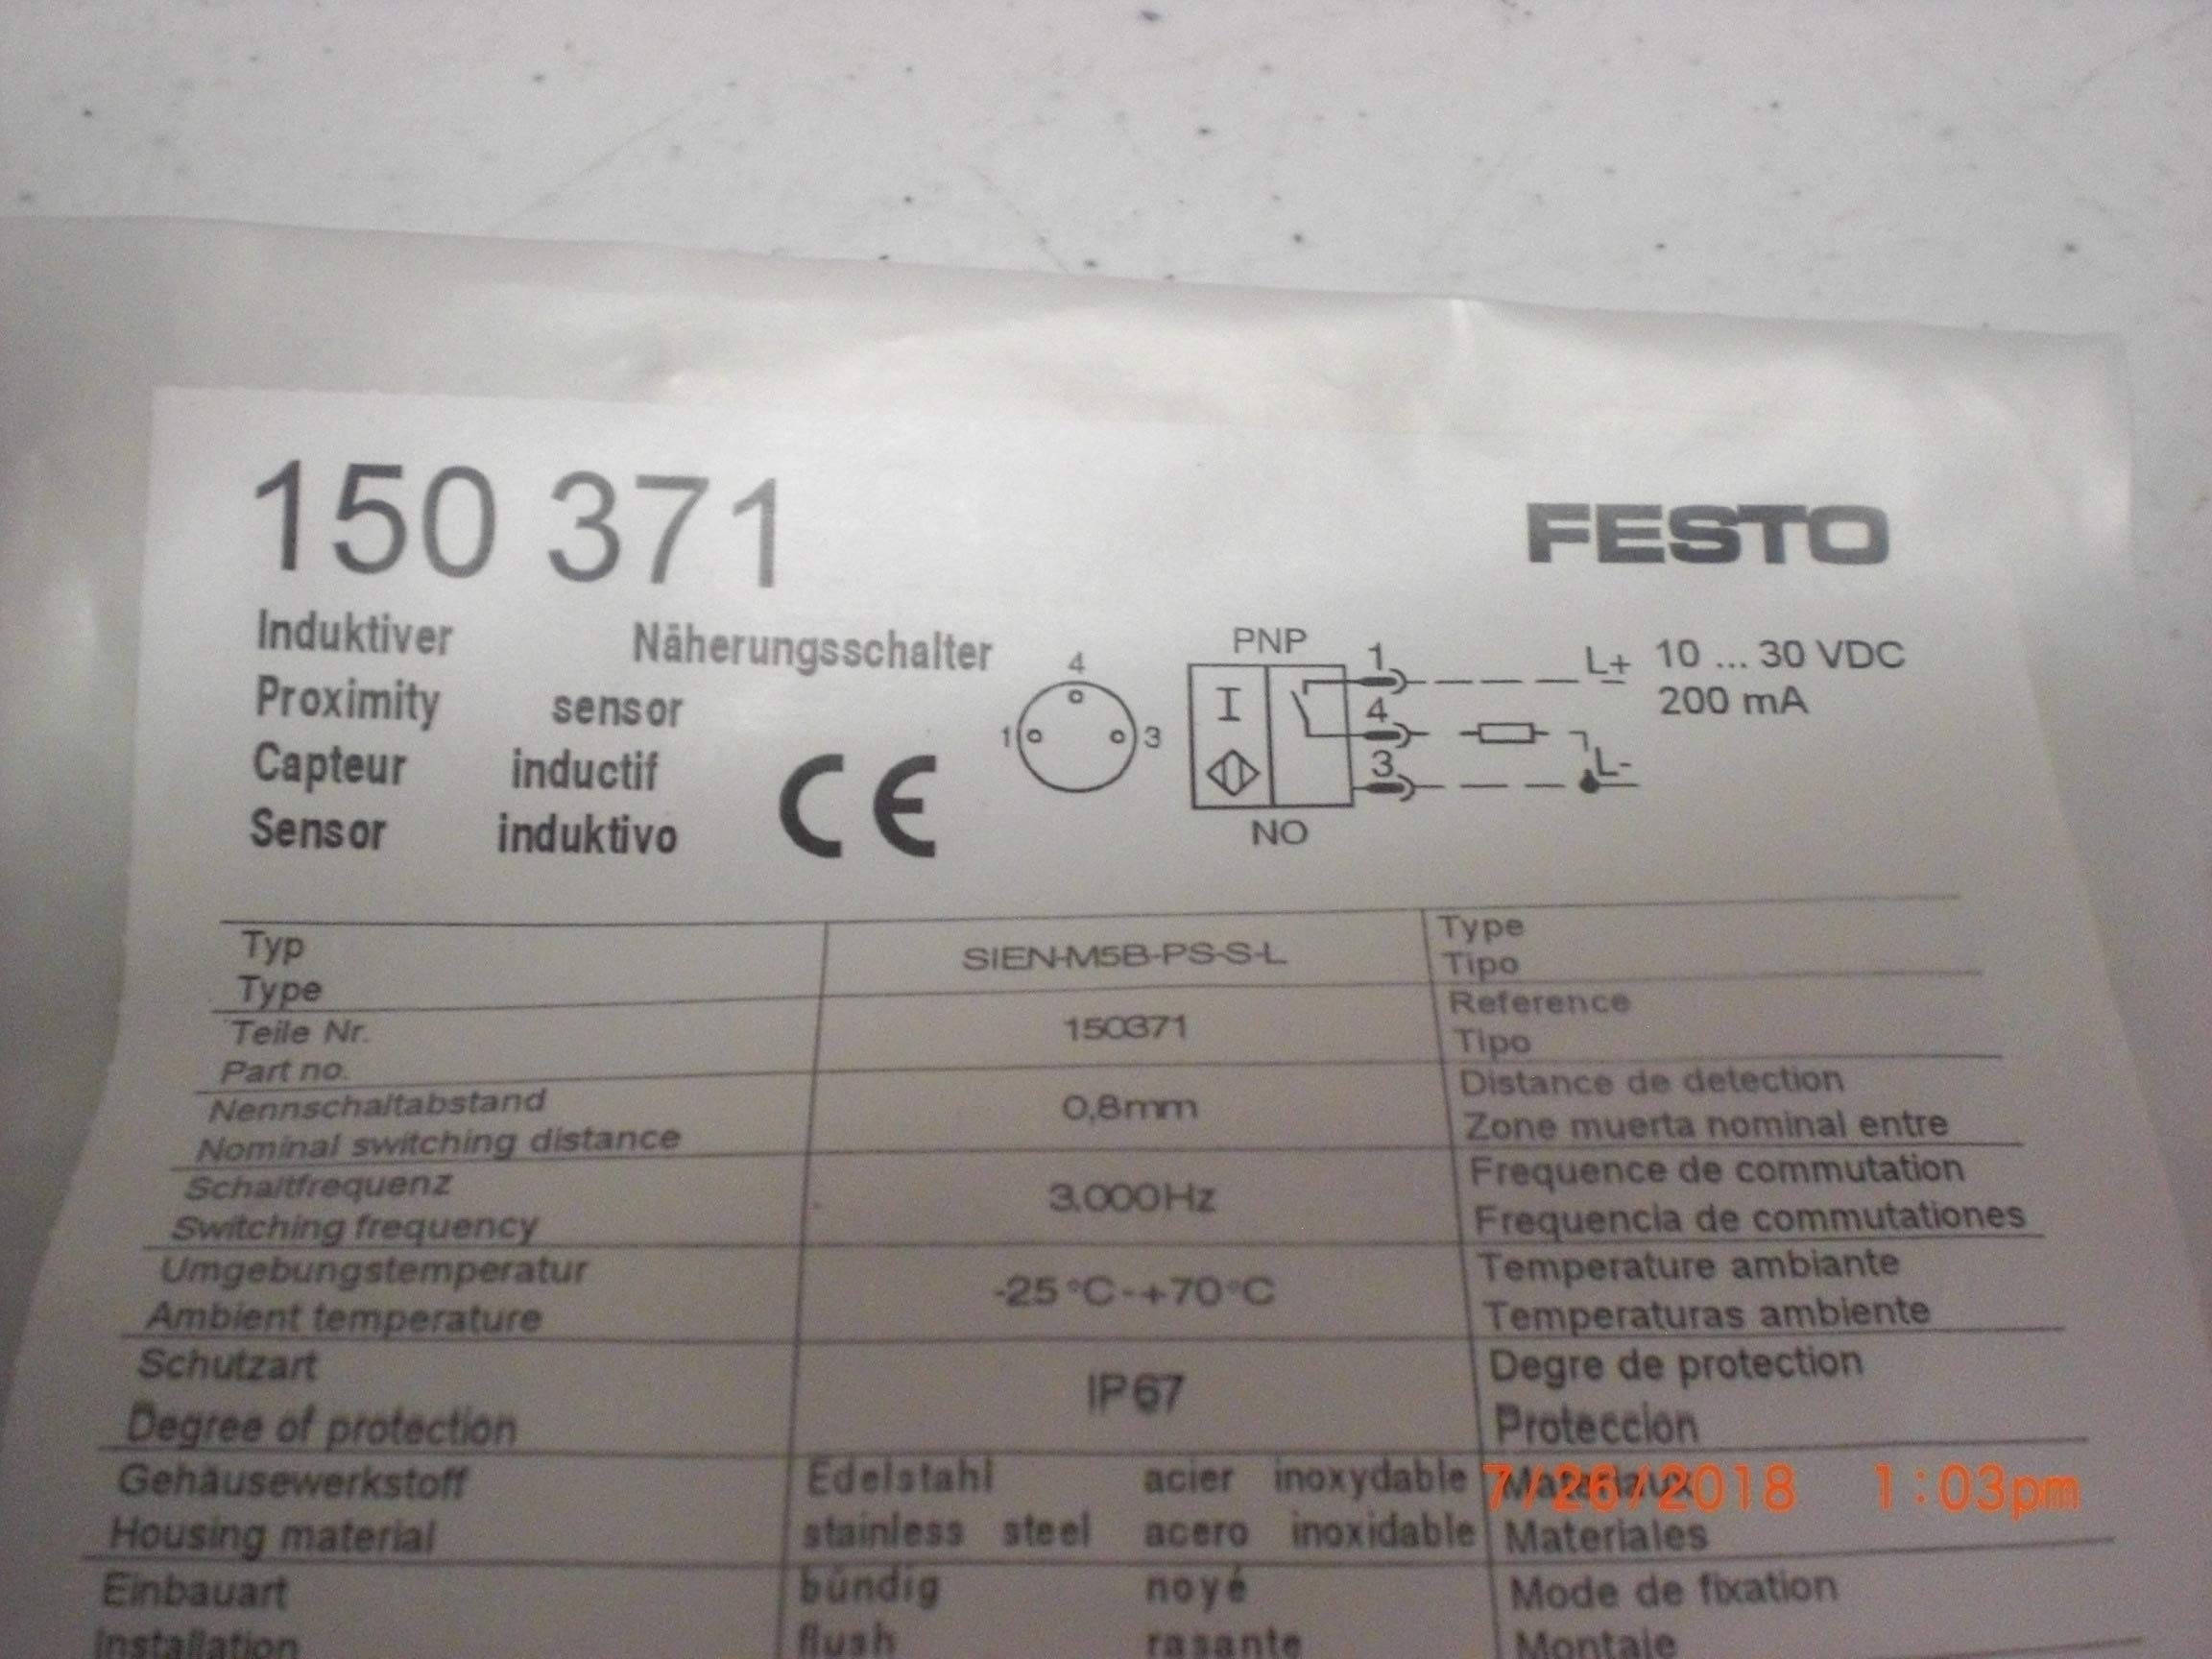 150 371
FESTO
Induktiver Näherungsschalter
Proximity sensor
Capteur inductif
Sensor induktivo
CE
4
1
3
PNP
I
NO
1
4
3
L+ 10 ... 30 VDC
200 mA
L-
Typ
Type
SIEN-M5B-PS-S-L
Type
Tipo
Teile Nr.
Part no.
150371
Reference
Tipo
Nennschaltabstand
Nominal switching distance
0,8mm
Distance de detection
Zone muerta nominal entre
Schaltfrequenz
Switching frequency
3.000Hz
Frequence de commutation
Frequencia de commutationes
Umgebungstemperatur
Ambient temperature
-25°C-+70°C
Temperature ambiante
Temperaturas ambiente
Schutzart
Degree of protection
IP67
Degre de protection
Proteccion
Gehäusewerkstoff
Housing material
Edelstahl acier inoxydable
stainless steel acero inoxidable
Materiaux
Materiales
7/26/2018 1:03pm
Einbauart
Installation
bündig noyé
flush rasante
Mode de fixation
Montaje